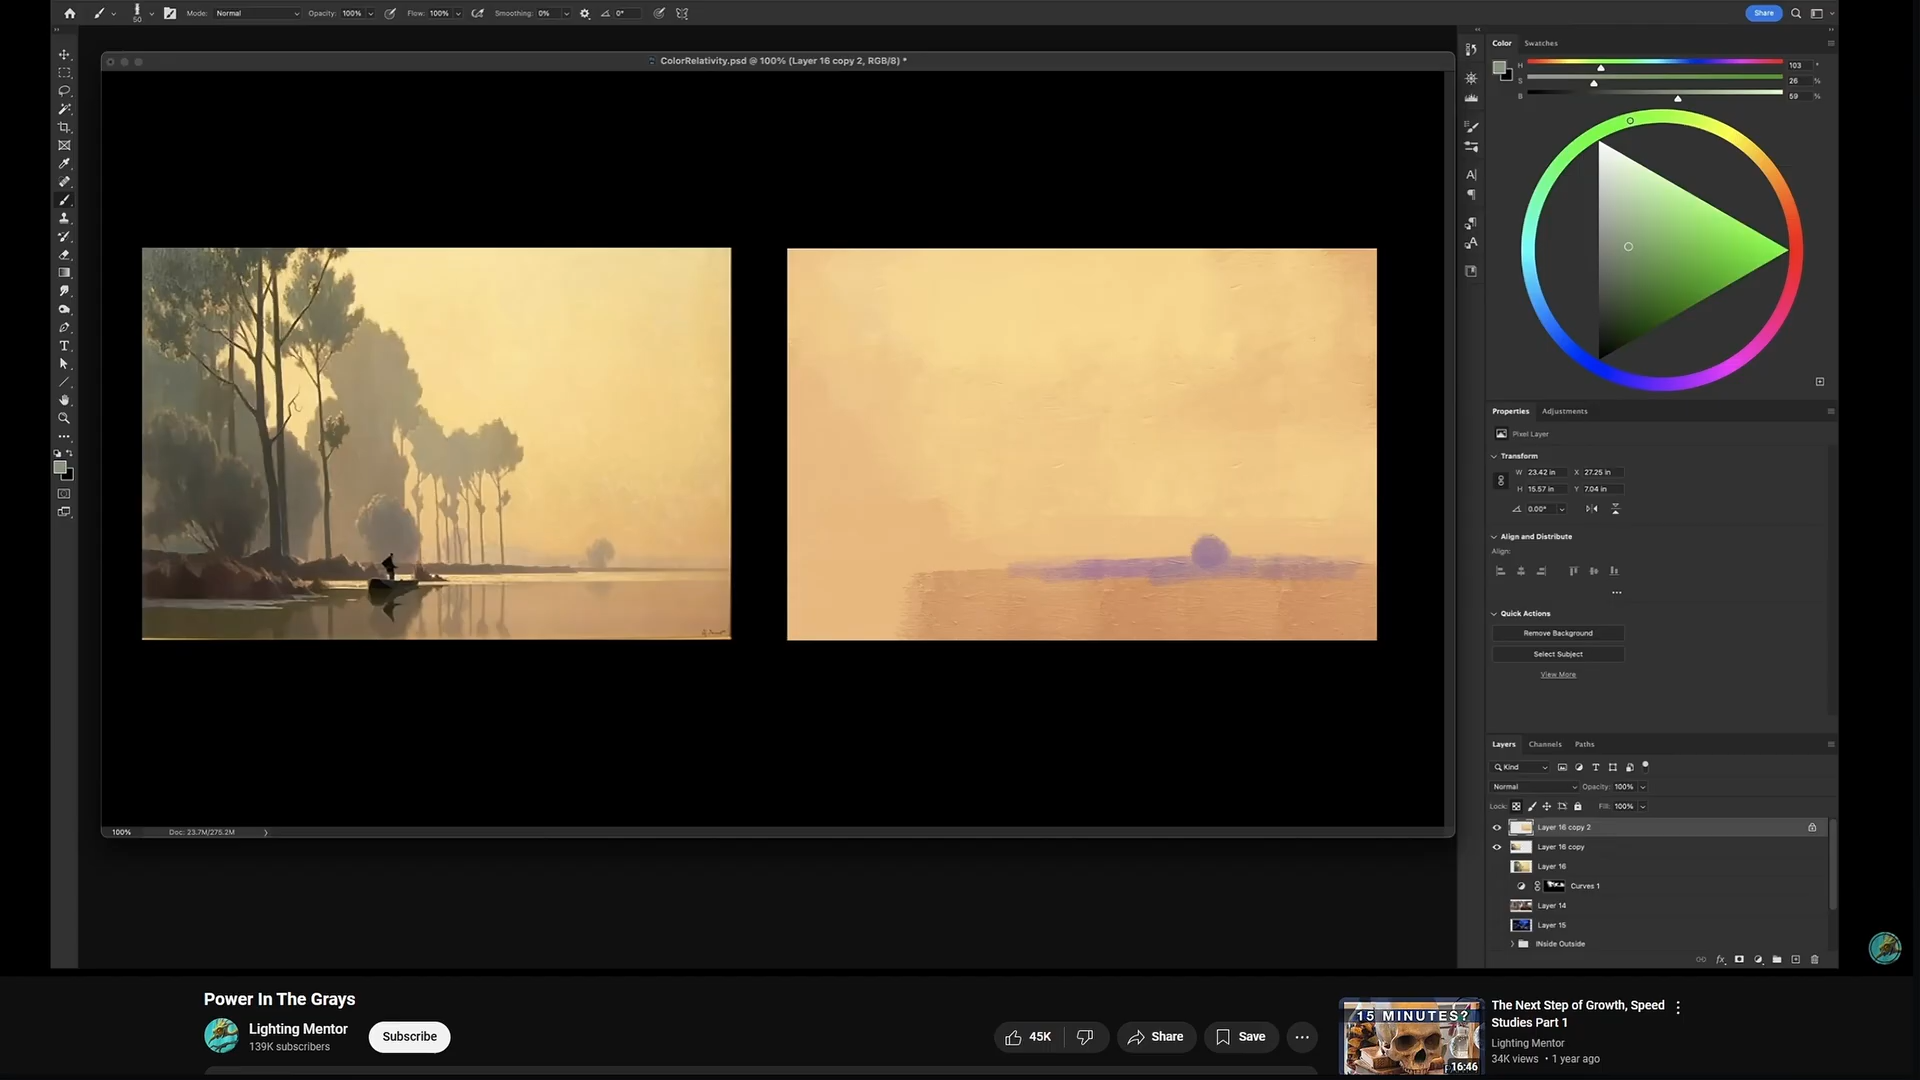 50
Mode: Normal
Opacity: 100%
Flow: 100%
Smoothing: 0%
0°
Share
ColorRelativity.psd @ 100% (Layer 16 copy 2, RGB/8) *
Color
Swatches
H 103 °
S 26 %
B 59 %
Properties
Adjustments
Pixel Layer
Transform
W 23.42 in X 27.25 in
H 15.57 in Y 7.04 in
0.00°
Align and Distribute
Align:
Quick Actions
Remove Background
Select Subject
View More
Layers
Channels
Paths
Kind
Normal
Opacity: 100%
Lock:
Fill: 100%
Layer 16 copy 2
Layer 16 copy
Layer 16
Curves 1
Layer 14
Layer 15
INside Outside
fx
100%
Doc: 23.7M/275.2M
Power In The Grays
Lighting Mentor
139K subscribers
Subscribe
45K
Share
Save
15 MINUTES?
16:46
The Next Step of Growth, Speed
Studies Part 1
Lighting Mentor
34K views • 1 year ago